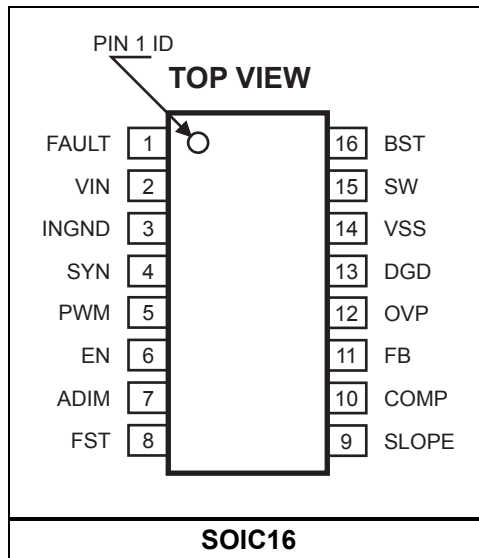 PIN 1 ID
TOP VIEW
FAULT 1 16 BST
VIN 2 15 SW
INGND 3 14 VSS
SYN 4 13 DGD
PWM 5 12 OVP
EN 6 11 FB
ADIM 7 10 COMP
FST 8 9 SLOPE
SOIC16